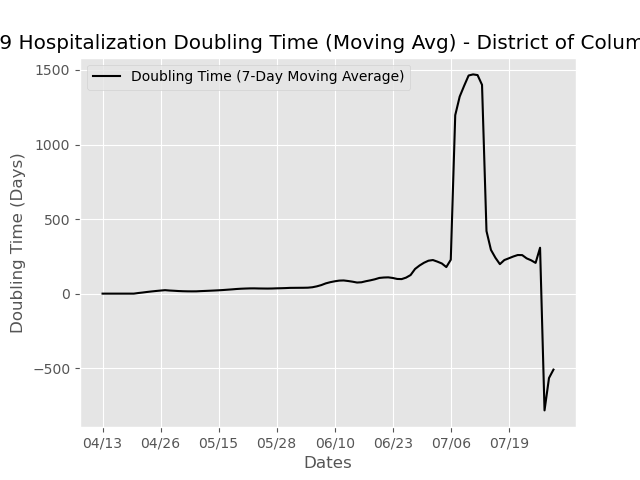 9 Hospitalization Doubling Time (Moving Avg) - District of Colum
Doubling Time (7-Day Moving Average)
1500
1000
500
0
−500
Doubling Time (Days)
04/13 04/26 05/15 05/28 06/10 06/23 07/06 07/19
Dates